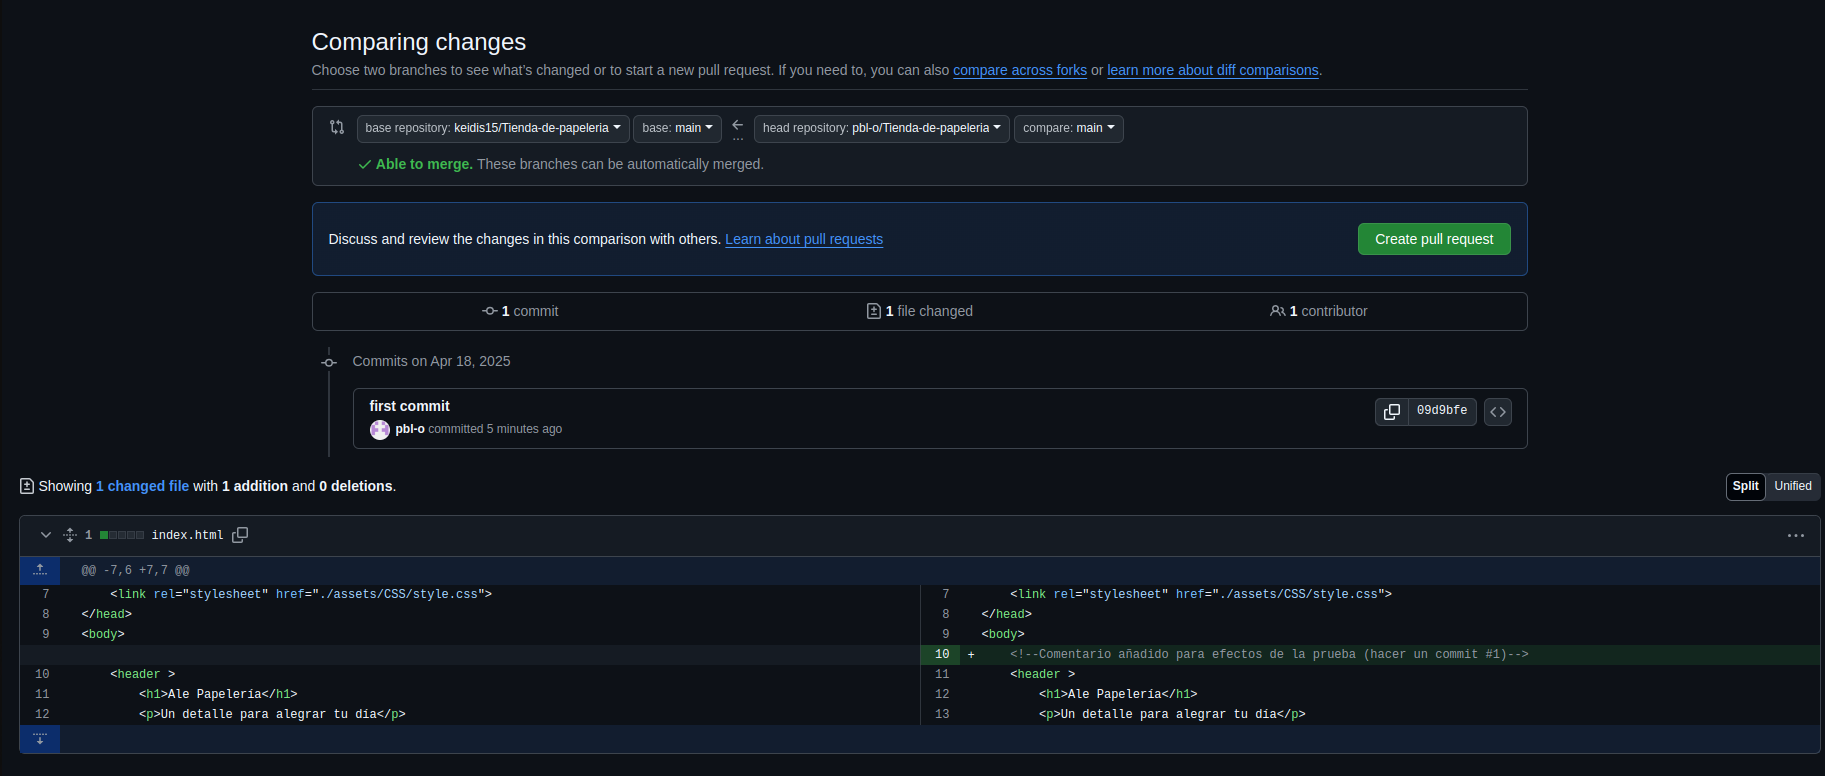 Comparing changes
Choose two branches to see what's changed or to start a new pull request. If you need to, you can also compare across forks or learn more about diff comparisons.
base repository: keidis15/Tienda-de-papeleria base: main ... head repository: pbl-o/Tienda-de-papeleria compare: main
Able to merge. These branches can be automatically merged.
Discuss and review the changes in this comparison with others. Learn about pull requests Create pull request
1 commit 1 file changed 1 contributor
Commits on Apr 18, 2025
first commit 09d9bfe
pbl-o committed 5 minutes ago
Showing 1 changed file with 1 addition and 0 deletions. Split Unified
1 index.html
@@ -7,6 +7,7 @@
7 <link rel="stylesheet" href="./assets/CSS/style.css"> 7 <link rel="stylesheet" href="./assets/CSS/style.css">
8 </head> 8 </head>
9 <body> 9 <body>
10 + <!--Comentario añadido para efectos de la prueba (hacer un commit #1)-->
10 <header > 11 <header >
11 <h1>Ale Papelería</h1> 12 <h1>Ale Papelería</h1>
12 <p>Un detalle para alegrar tu día</p> 13 <p>Un detalle para alegrar tu día</p>